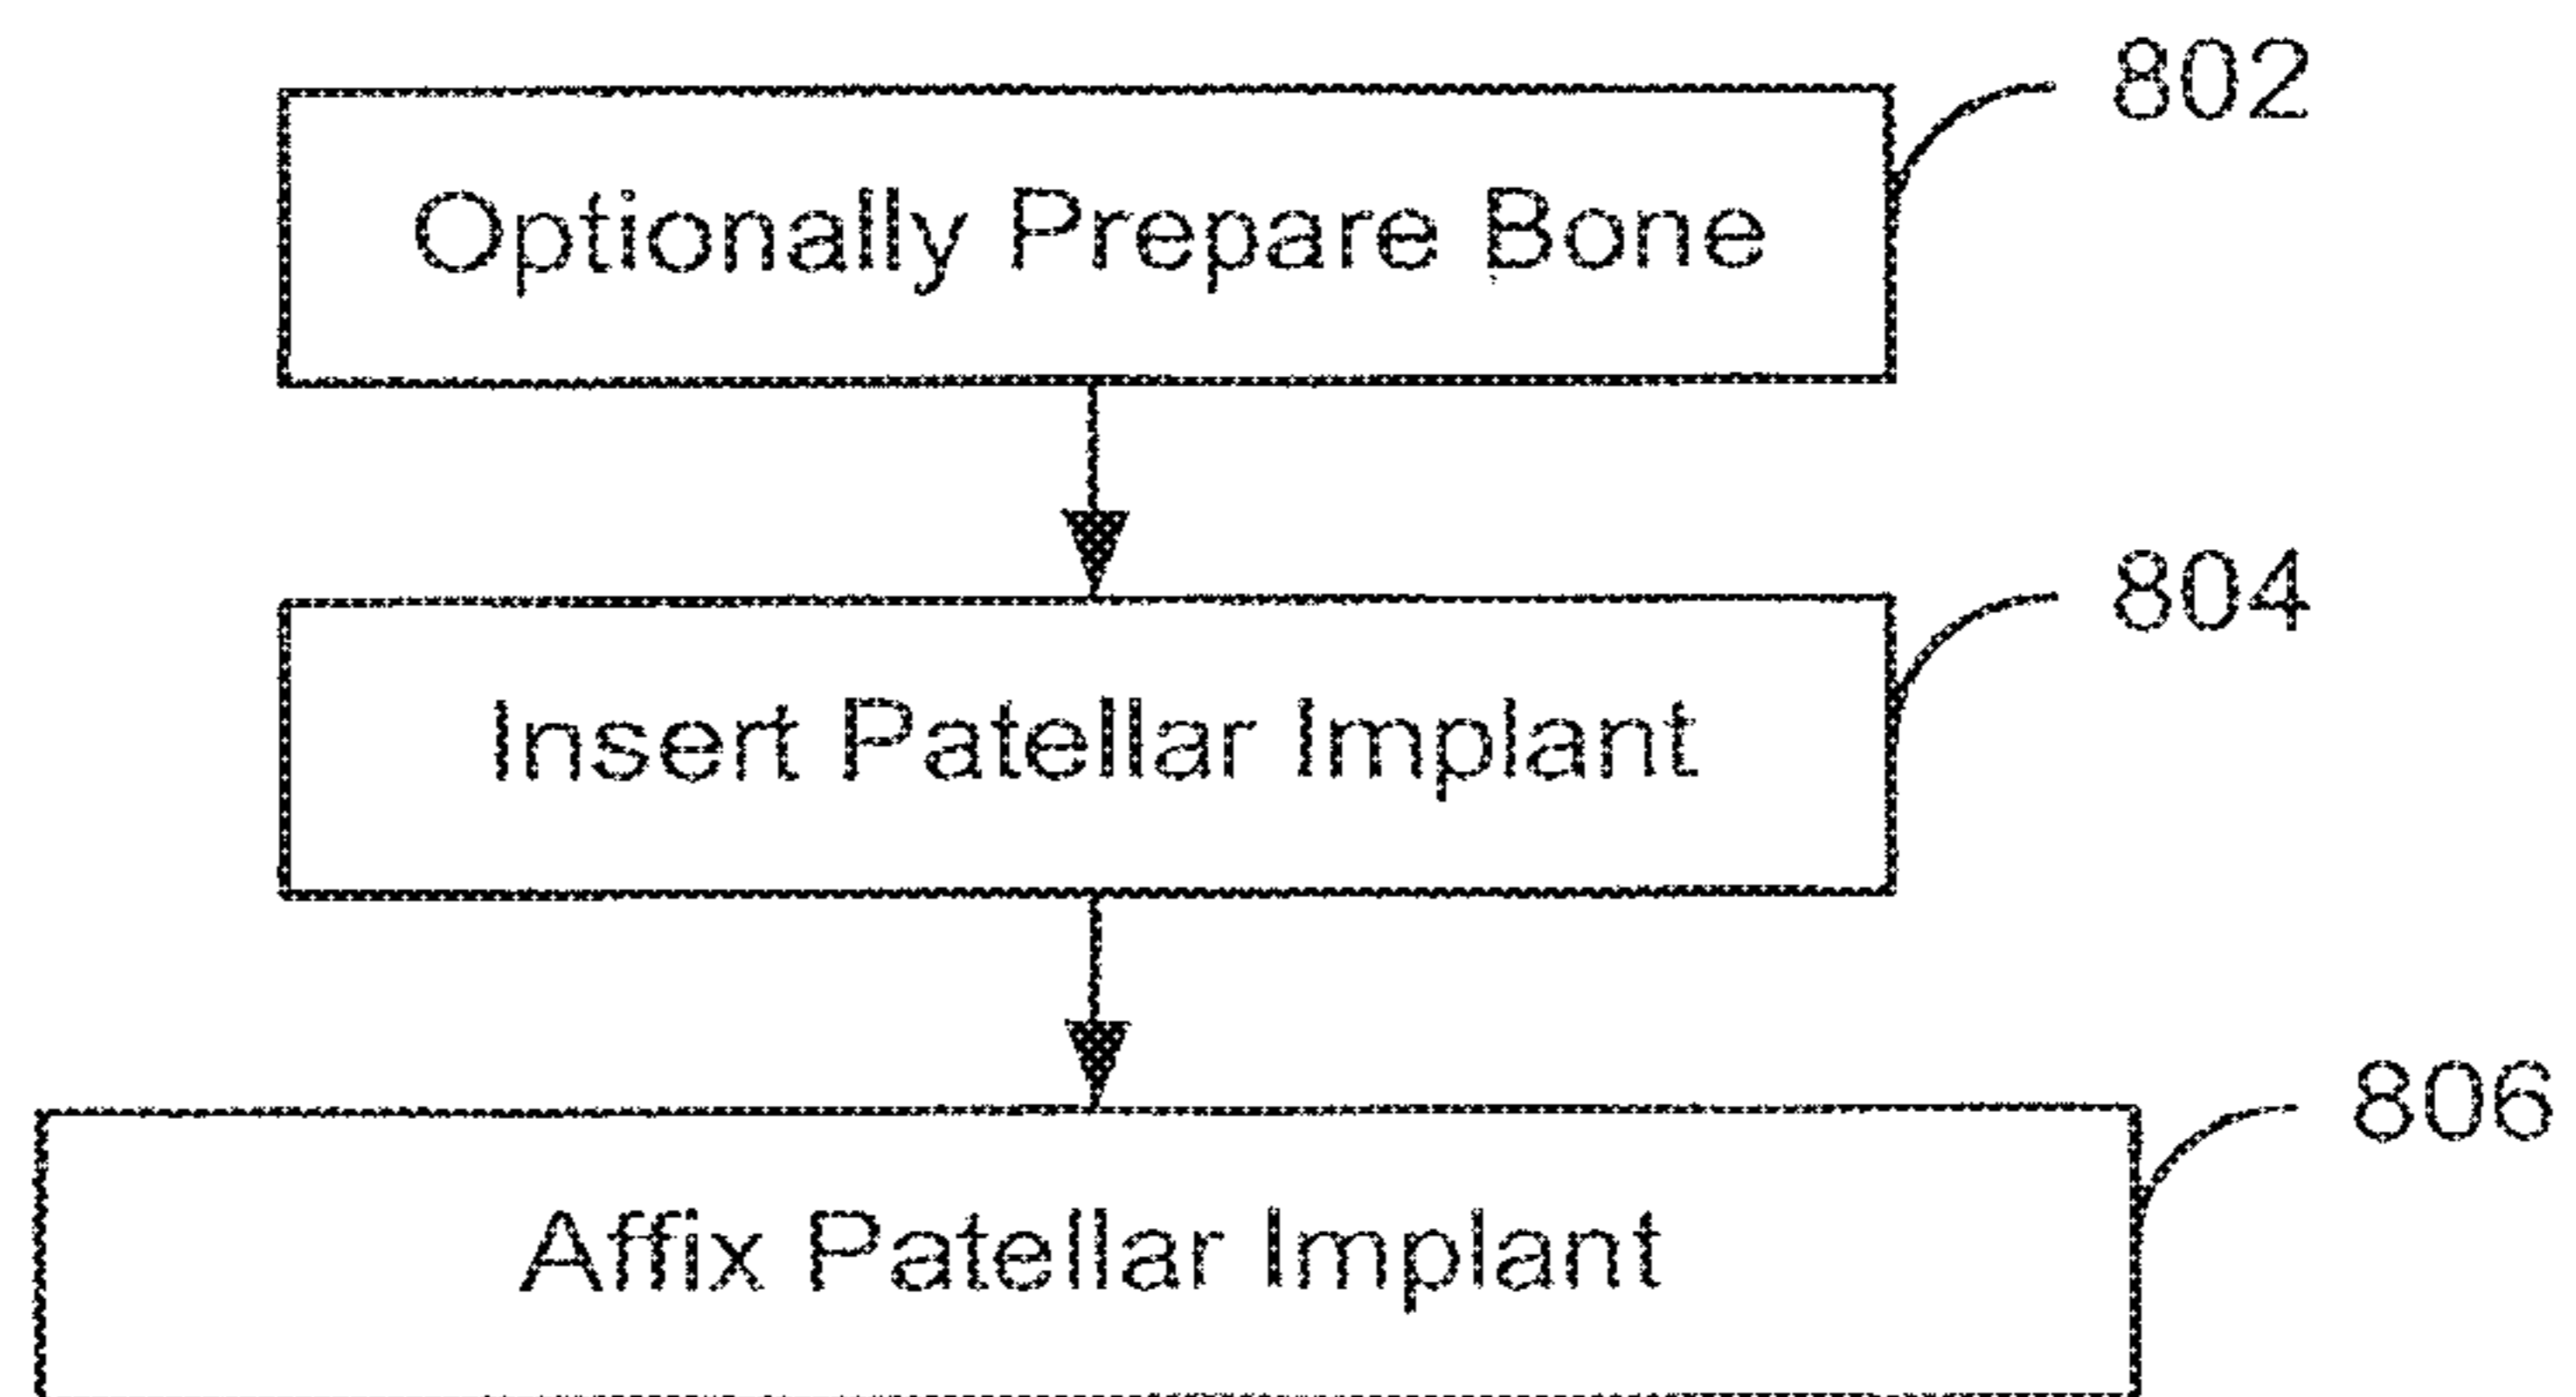 802
Optionally Prepare Bone
804
Insert Patellar Implant
806
Affix Patellar Implant